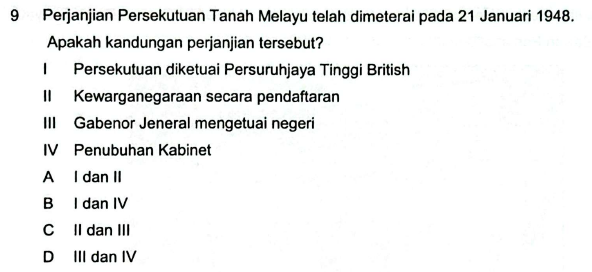 9 Perjanjian Persekutuan Tanah Melayu telah dimeterai pada 21 Januari 1948.
Apakah kandungan perjanjian tersebut?
I Persekutuan diketuai Persuruhjaya Tinggi British
II Kewarganegaraan secara pendaftaran
III Gabenor Jeneral mengetuai negeri
IV Penubuhan Kabinet
A I dan II
B I dan IV
C II dan III
D III dan IV